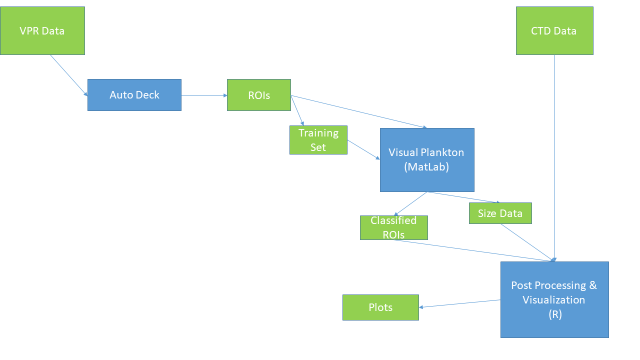 VPR Data
CTD Data
Auto Deck
ROIs
Training
Set
Visual Plankton
(MatLab)
Classified
ROIs
Size Data
Post Processing &
Visualization
(R)
Plots